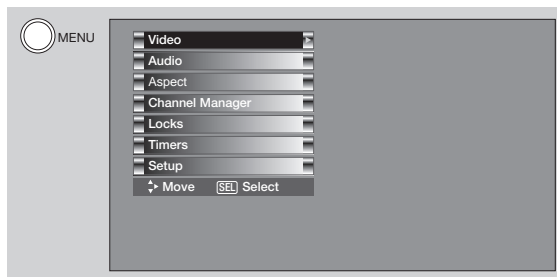 MENU
Video
Audio
Aspect
Channel Manager
Locks
Timers
Setup
Move SEL Select